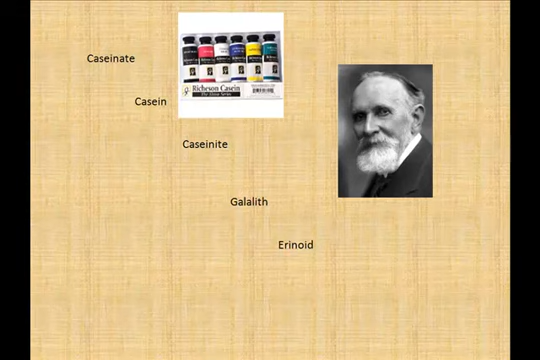 Caseinate
Richeson Casein
Casein
Caseinite
Galalith
Erinoid